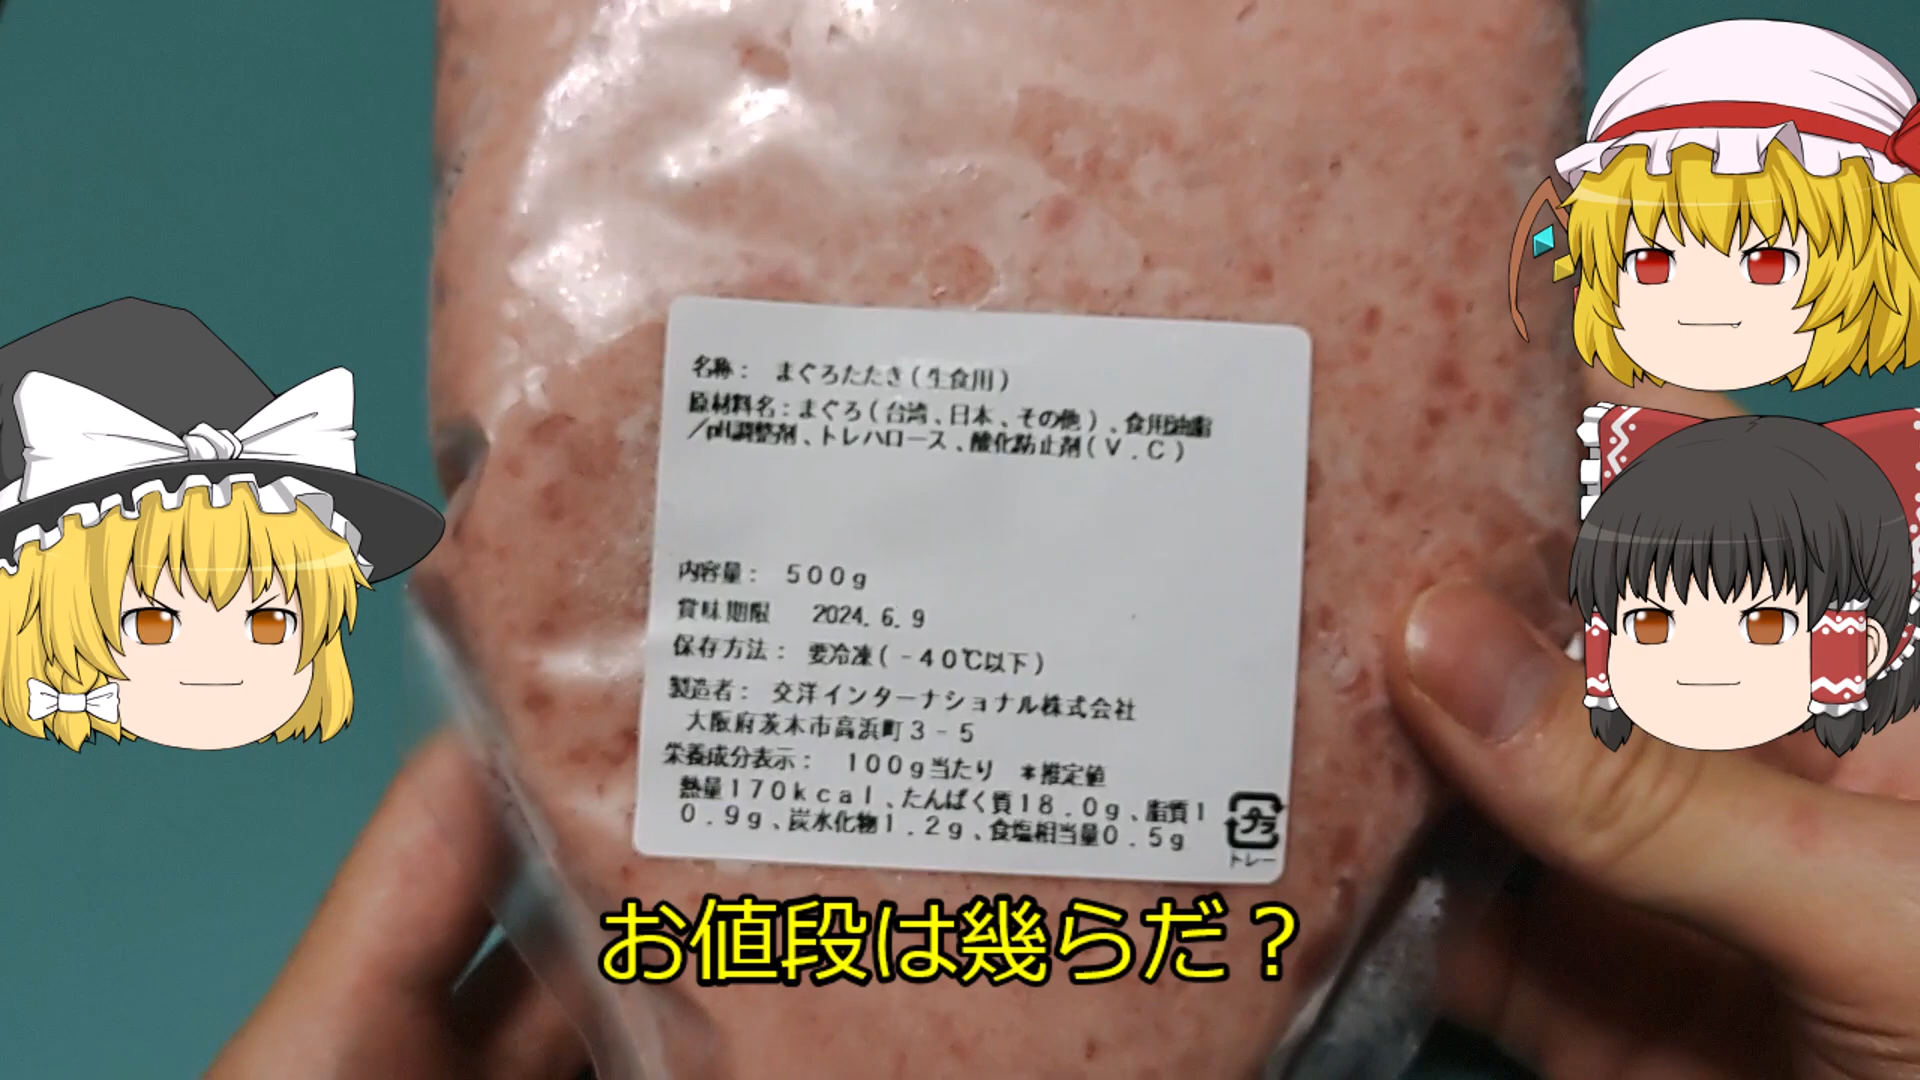 名称： まぐろたたき（生食用）
原材料名：まぐろ（台湾、日本、その他）、食用油脂
／pH調整剤、トレハロース、酸化防止剤（Ｖ．Ｃ）
内容量： ５００ｇ
賞味期限 2024. 6. 9
保存方法： 要冷凍（－４０℃以下）
製造者： 交洋インターナショナル株式会社
大阪府茨木市高浜町３－５
栄養成分表示： １００ｇ当たり ＊推定値
熱量１７０ｋｃａｌ、たんぱく質１８．０ｇ、脂質１
０．９ｇ、炭水化物１．２ｇ、食塩相当量０．５ｇ
プラ
トレー
お値段は幾らだ？